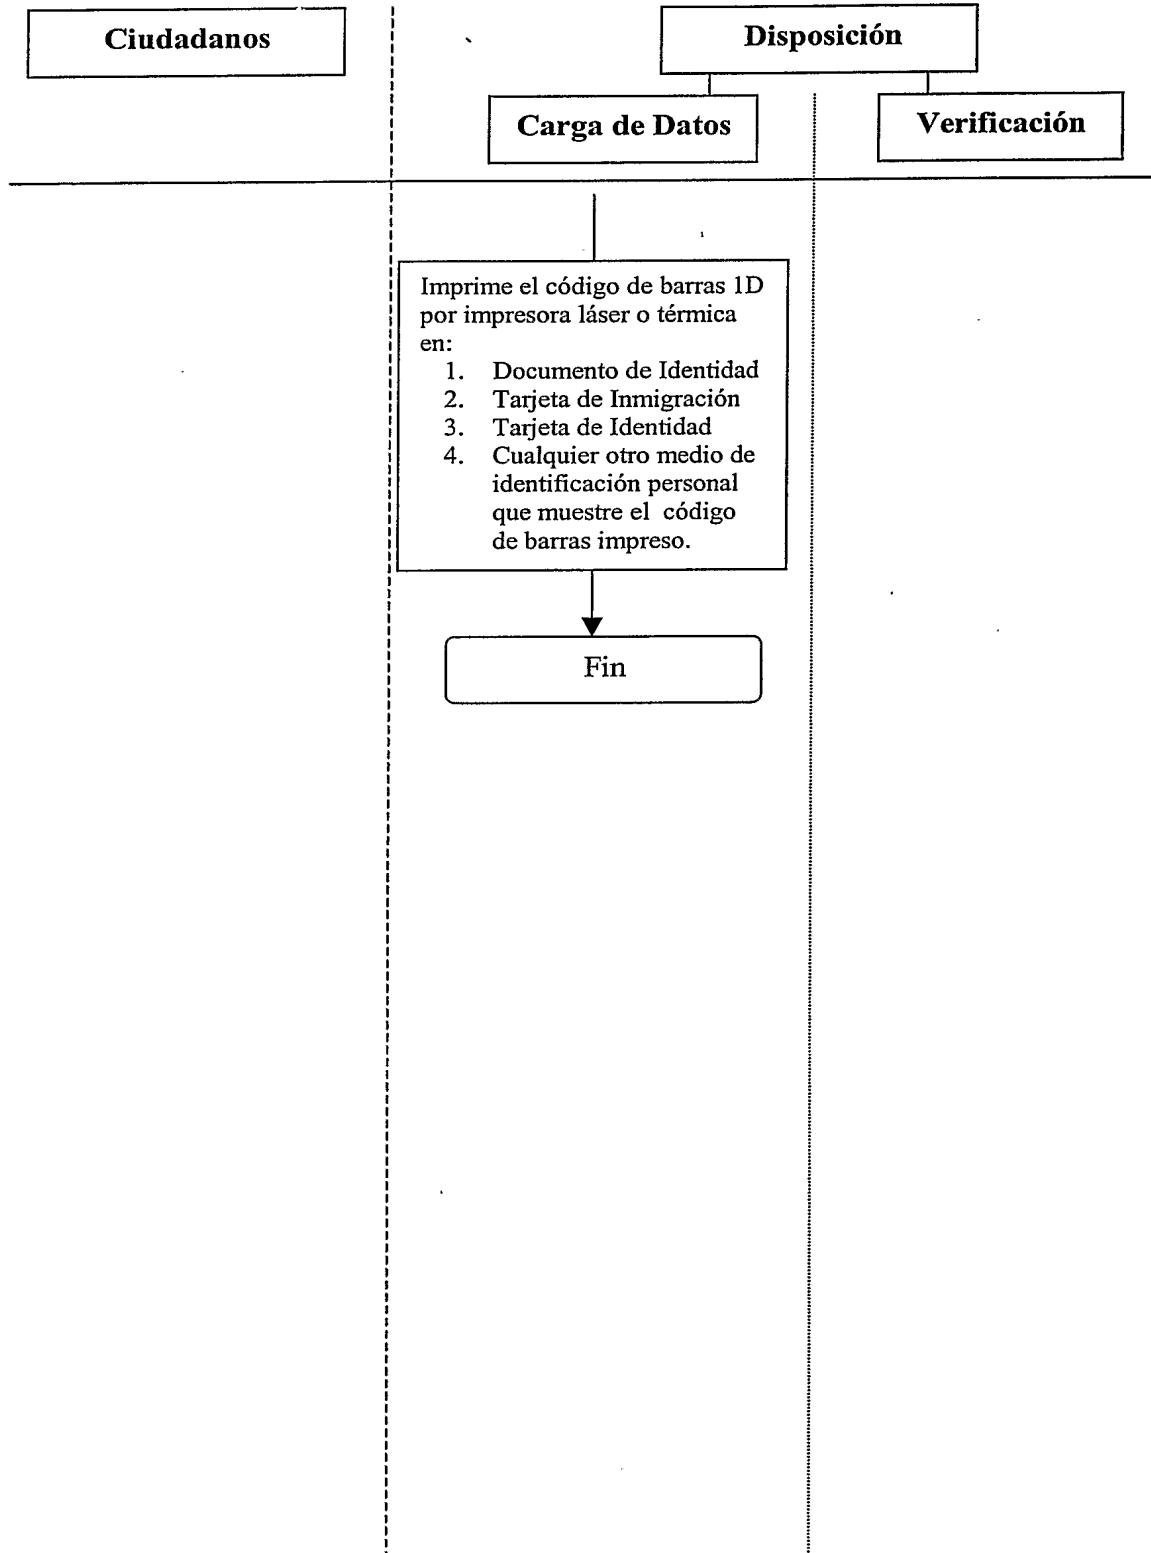 Ciudadanos
Disposición
Carga de Datos
Verificación
Imprime el código de barras 1D
por impresora láser o térmica
en:
1. Documento de Identidad
2. Tarjeta de Inmigración
3. Tarjeta de Identidad
4. Cualquier otro medio de
identificación personal
que muestre el código
de barras impreso.
Fin